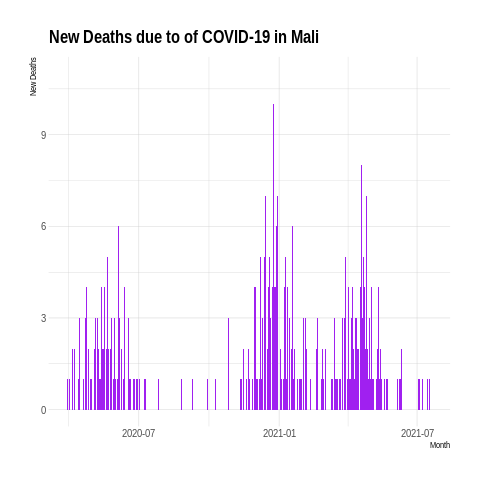 New Deaths due to of COVID-19 in Mali
New Deaths
9
6
3
0
2020-07
2021-01
2021-07
Month